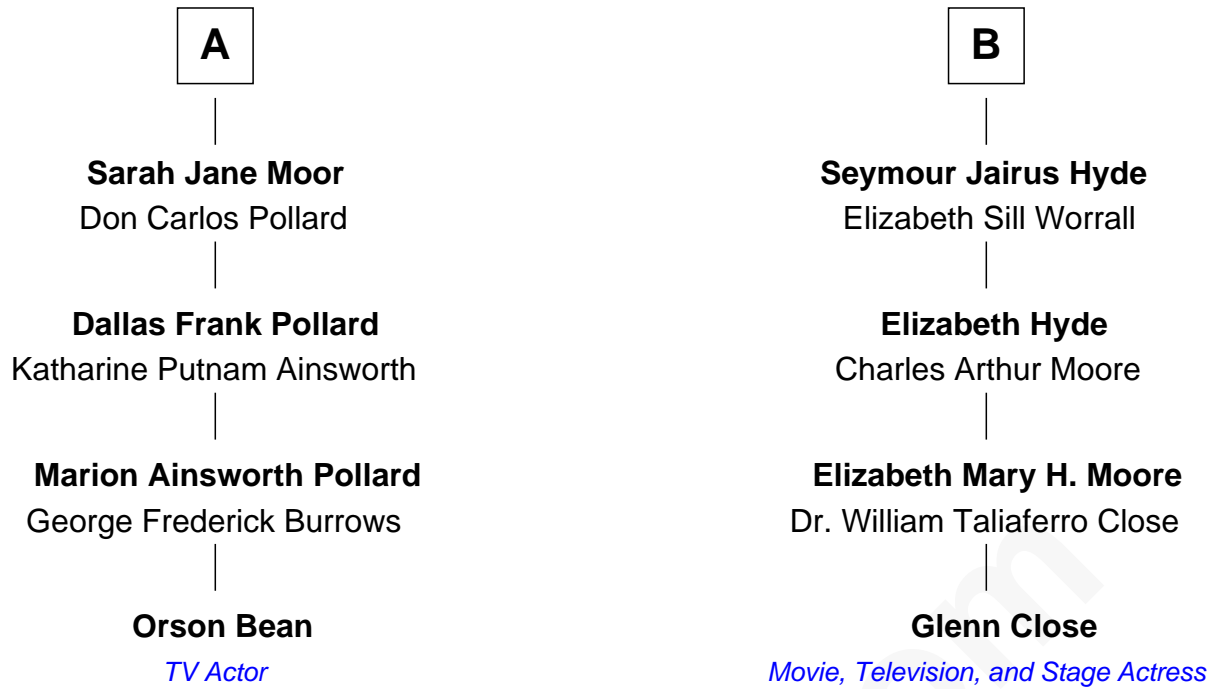 A
Sarah Jane Moor
Don Carlos Pollard
Dallas Frank Pollard
Katharine Putnam Ainsworth
Marion Ainsworth Pollard
George Frederick Burrows
Orson Bean
TV Actor
B
Seymour Jairus Hyde
Elizabeth Sill Worrall
Elizabeth Hyde
Charles Arthur Moore
Elizabeth Mary H. Moore
Dr. William Taliaferro Close
Glenn Close
Movie, Television, and Stage Actress